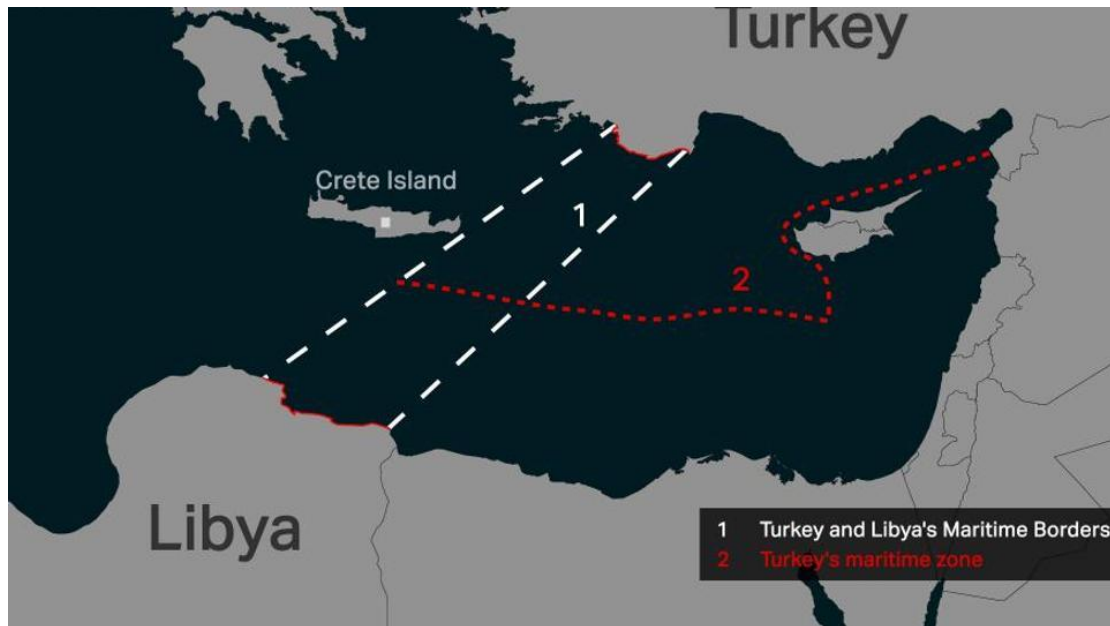 Turkey
Crete Island
1
2
Libya
1 Turkey and Libya's Maritime Borders
2 Turkey's maritime zone